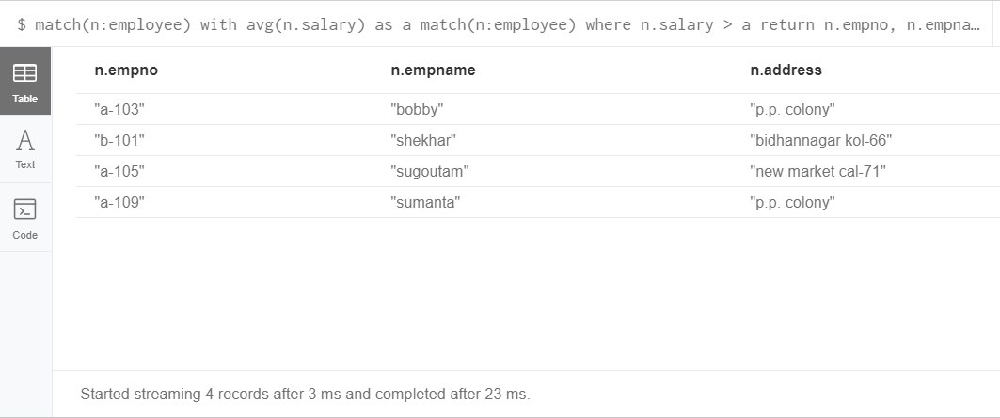 $ match(n:employee) with avg(n.salary) as a match(n:employee) where n.salary > a return n.empno, n.empna…
Table
Text
Code
n.empno n.empname n.address
"a-103" "bobby" "p.p. colony"
"b-101" "shekhar" "bidhannagar kol-66"
"a-105" "sugoutam" "new market cal-71"
"a-109" "sumanta" "p.p. colony"
Started streaming 4 records after 3 ms and completed after 23 ms.